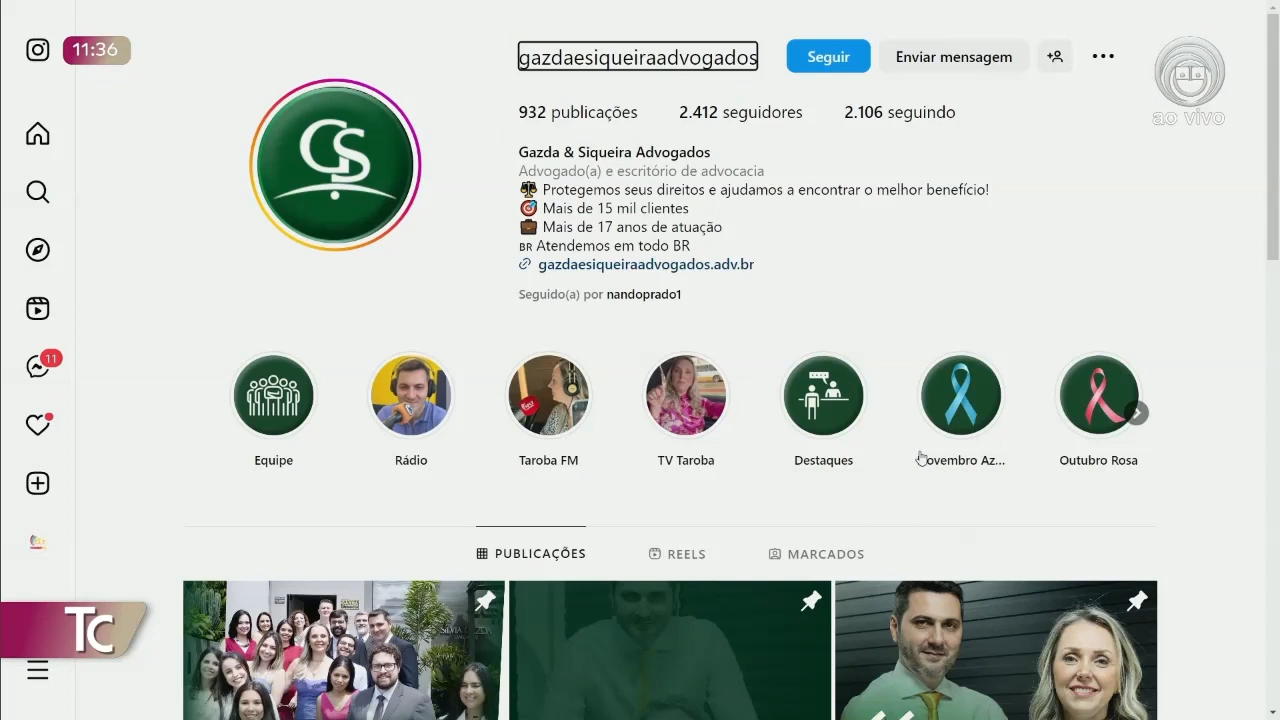 11:36
gazdaesiqueiraadvogados
Seguir
Enviar mensagem
ao vivo
932 publicações
2.412 seguidores
2.106 seguindo
Gazda & Siqueira Advogados
Advogado(a) e escritório de advocacia
Protegemos seus direitos e ajudamos a encontrar o melhor benefício!
Mais de 15 mil clientes
Mais de 17 anos de atuação
BR Atendemos em todo BR
gazdaesiqueiraadvogados.adv.br
Seguido(a) por nandoprado1
GS
11
Equipe
Rádio
Taroba FM
TV Taroba
Destaques
ovembro Az...
Outubro Rosa
PUBLICAÇÕES
REELS
MARCADOS
TC